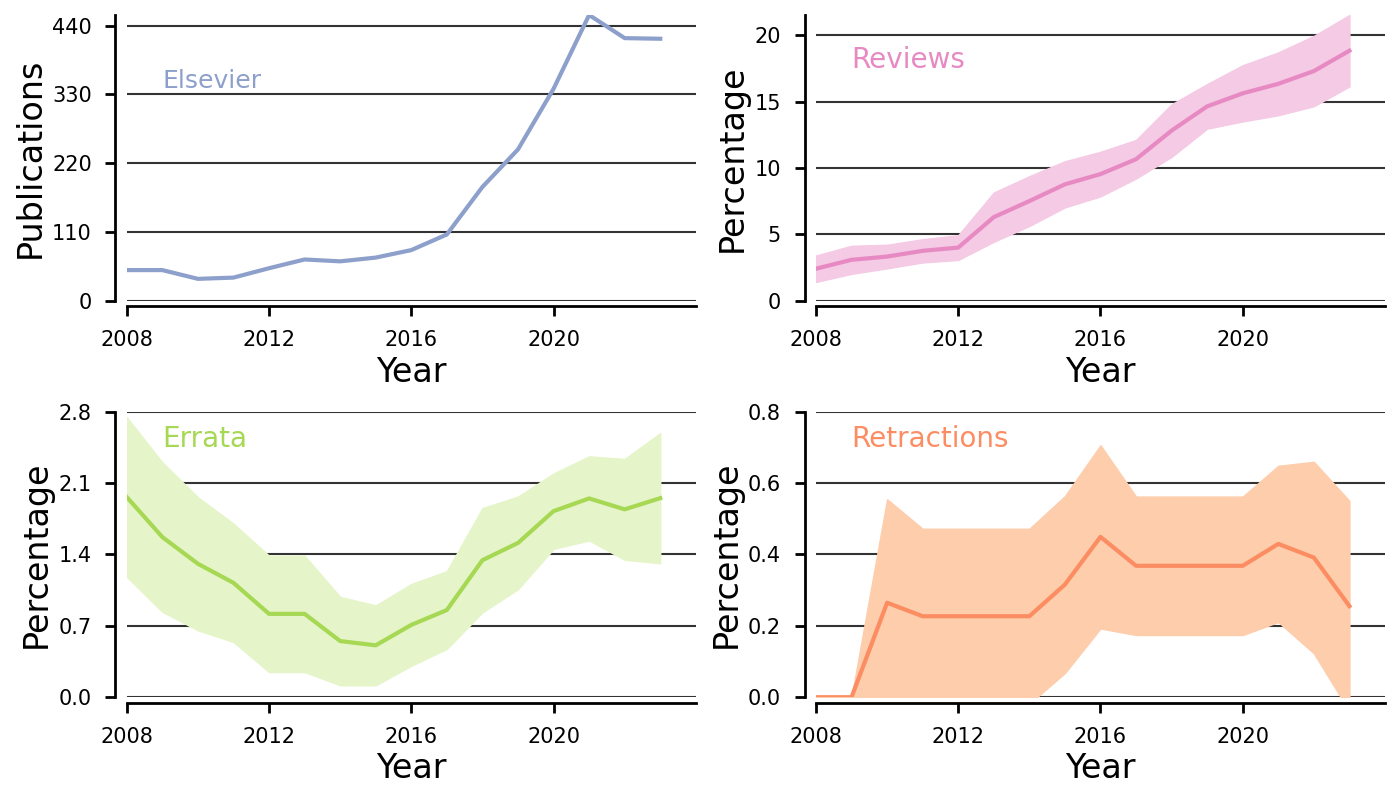 Publications
440
330
220
110
0
Elsevier
2008 2012 2016 2020
Year
Percentage
20
15
10
5
0
Reviews
2008 2012 2016 2020
Year
Percentage
2.8
2.1
1.4
0.7
0.0
Errata
2008 2012 2016 2020
Year
Percentage
0.8
0.6
0.4
0.2
0.0
Retractions
2008 2012 2016 2020
Year